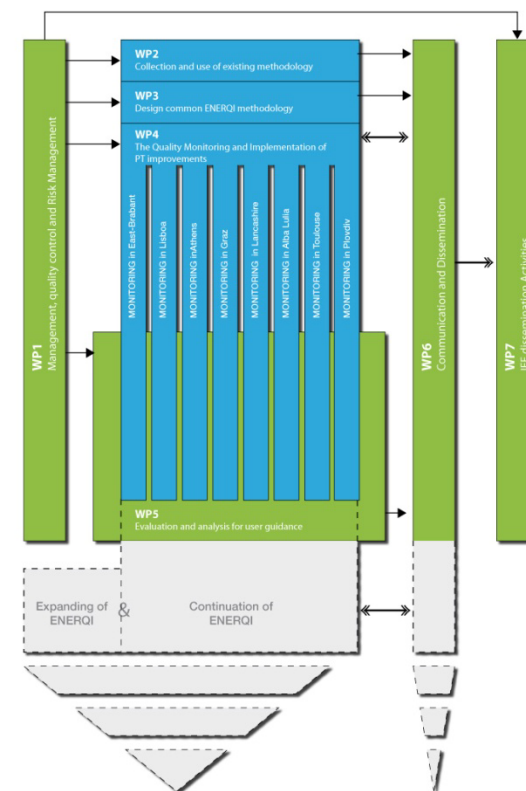 WP2
Collection and use of existing methodology
WP3
Design common ENERQI methodology
WP4
The Quality Monitoring and Implementation of
PT improvements
WP1
Management, quality control and Risk Management
MONITORING in East-Brabant
MONITORING in Lisboa
MONITORING inAthens
MONITORING in Graz
MONITORING in Lancashire
MONITORING in Alba Lulia
MONITORING in Toulouse
MONITORING in Plovdiv
WP6
Communication and Dissemination
WP7
IEE dissemination Activities
WP5
Evaluation and analysis for user guidance
Expanding of
ENERQI
&
Continuation of
ENERQI